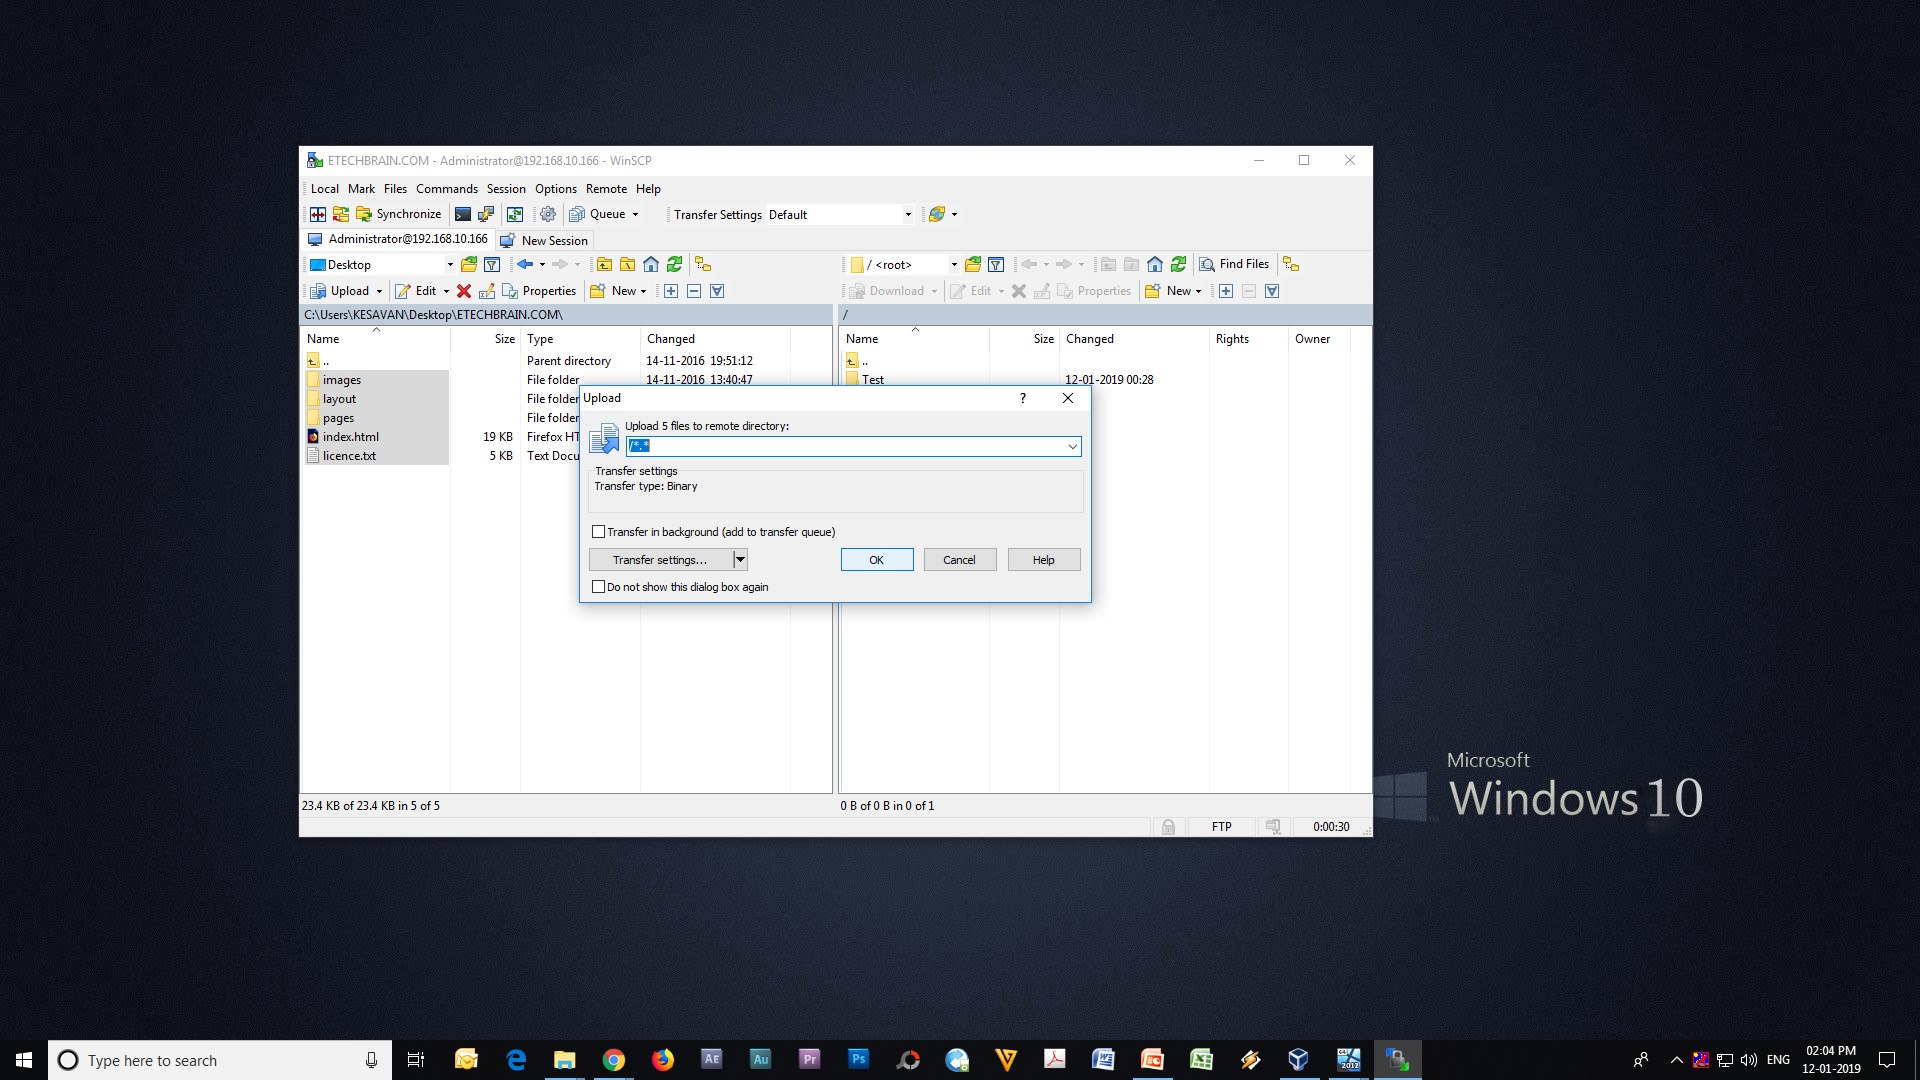 ETECHBRAIN.COM - Administrator@192.168.10.166 - WinSCP
Local Mark Files Commands Session Options Remote Help
Synchronize Queue Transfer Settings Default
Administrator@192.168.10.166 New Session
Desktop / <root> Find Files
Upload Edit Properties New Download Edit Properties New
C:\Users\KESAVAN\Desktop\ETECHBRAIN.COM\ /
Name Size Type Changed Name Size Changed Rights Owner
.. Parent directory 14-11-2016 19:51:12 ..
images File folder 14-11-2016 13:40:47 Test 12-01-2019 00:28
layout File folder
pages File folder
index.html 19 KB Firefox HT
licence.txt 5 KB Text Docu
Upload ?
Upload 5 files to remote directory:
/*.*
Transfer settings
Transfer type: Binary
Transfer in background (add to transfer queue)
Transfer settings... OK Cancel Help
Do not show this dialog box again
23.4 KB of 23.4 KB in 5 of 5 0 B of 0 B in 0 of 1
FTP 0:00:30
Microsoft
Windows 10
Type here to search
AE Au Pr Ps
2012
ENG
02:04 PM
12-01-2019